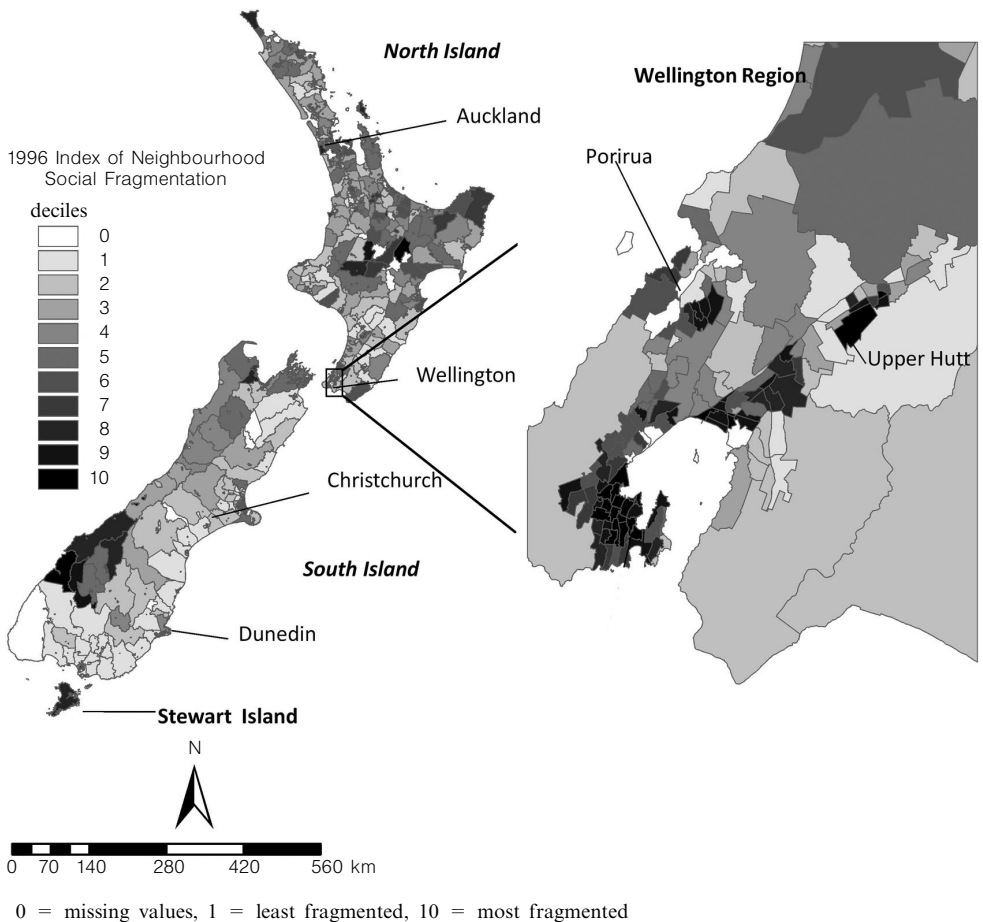 North Island
Wellington Region
Auckland
1996 Index of Neighbourhood
Social Fragmentation
Porirua
deciles
0
1
2
3
4
5
6
7
8
9
10
Upper Hutt
Wellington
Christchurch
South Island
Dunedin
Stewart Island
N
0 70 140 280 420 560 km
0 = missing values, 1 = least fragmented, 10 = most fragmented